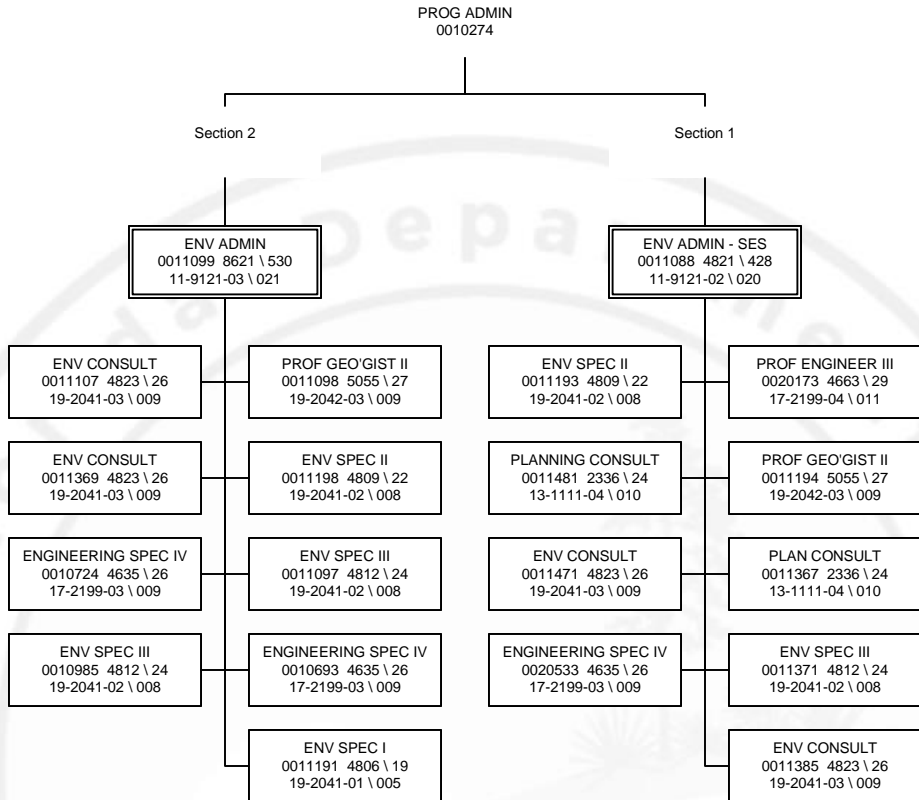 PROG ADMIN
0010274
Section 2
Section 1
ENV ADMIN
0011099 8621 \ 530
11-9121-03 \ 021
ENV ADMIN - SES
0011088 4821 \ 428
11-9121-02 \ 020
ENV CONSULT
0011107 4823 \ 26
19-2041-03 \ 009
PROF GEO'GIST II
0011098 5055 \ 27
19-2042-03 \ 009
ENV SPEC II
0011193 4809 \ 22
19-2041-02 \ 008
PROF ENGINEER III
0020173 4663 \ 29
17-2199-04 \ 011
ENV CONSULT
0011369 4823 \ 26
19-2041-03 \ 009
ENV SPEC II
0011198 4809 \ 22
19-2041-02 \ 008
PLANNING CONSULT
0011481 2336 \ 24
13-1111-04 \ 010
PROF GEO'GIST II
0011194 5055 \ 27
19-2042-03 \ 009
ENGINEERING SPEC IV
0010724 4635 \ 26
17-2199-03 \ 009
ENV SPEC III
0011097 4812 \ 24
19-2041-02 \ 008
ENV CONSULT
0011471 4823 \ 26
19-2041-03 \ 009
PLAN CONSULT
0011367 2336 \ 24
13-1111-04 \ 010
ENV SPEC III
0010985 4812 \ 24
19-2041-02 \ 008
ENGINEERING SPEC IV
0010693 4635 \ 26
17-2199-03 \ 009
ENGINEERING SPEC IV
0020533 4635 \ 26
17-2199-03 \ 009
ENV SPEC III
0011371 4812 \ 24
19-2041-02 \ 008
ENV SPEC I
0011191 4806 \ 19
19-2041-01 \ 005
ENV CONSULT
0011385 4823 \ 26
19-2041-03 \ 009